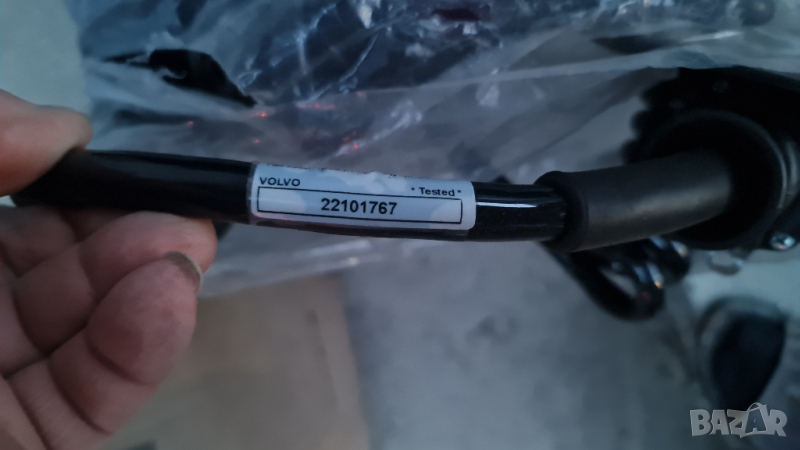 VOLVO
* Tested *
22101767
BAZAR